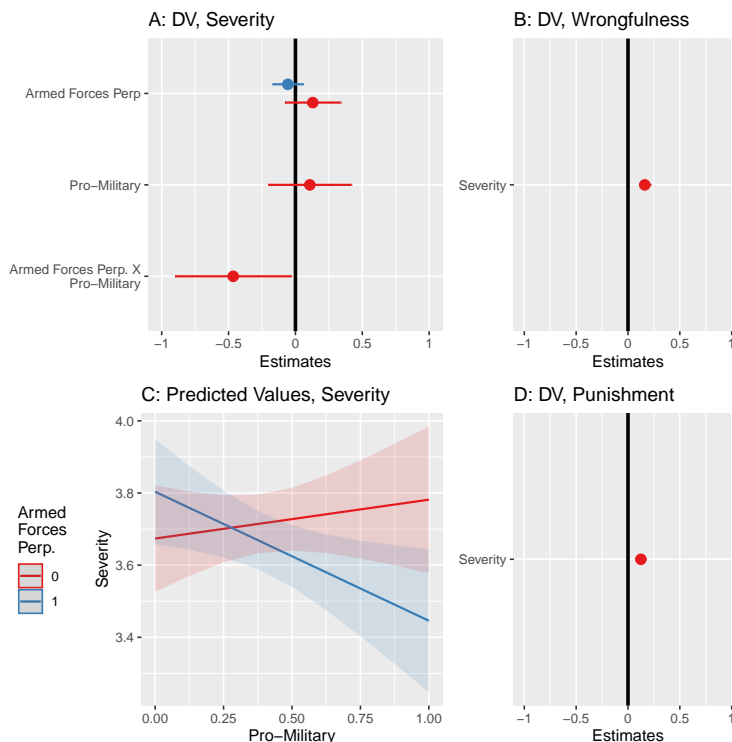 A: DV, Severity
Armed Forces Perp
Pro−Military
Armed Forces Perp. X
Pro−Military
−1 −0.5 0 0.5 1
Estimates
B: DV, Wrongfulness
Severity
−1 −0.5 0 0.5 1
Estimates
C: Predicted Values, Severity
4.0
3.8
3.6
3.4
Severity
0.00 0.25 0.50 0.75 1.00
Pro−Military
Armed
Forces
Perp.
0
1
D: DV, Punishment
Severity
−1 −0.5 0 0.5 1
Estimates